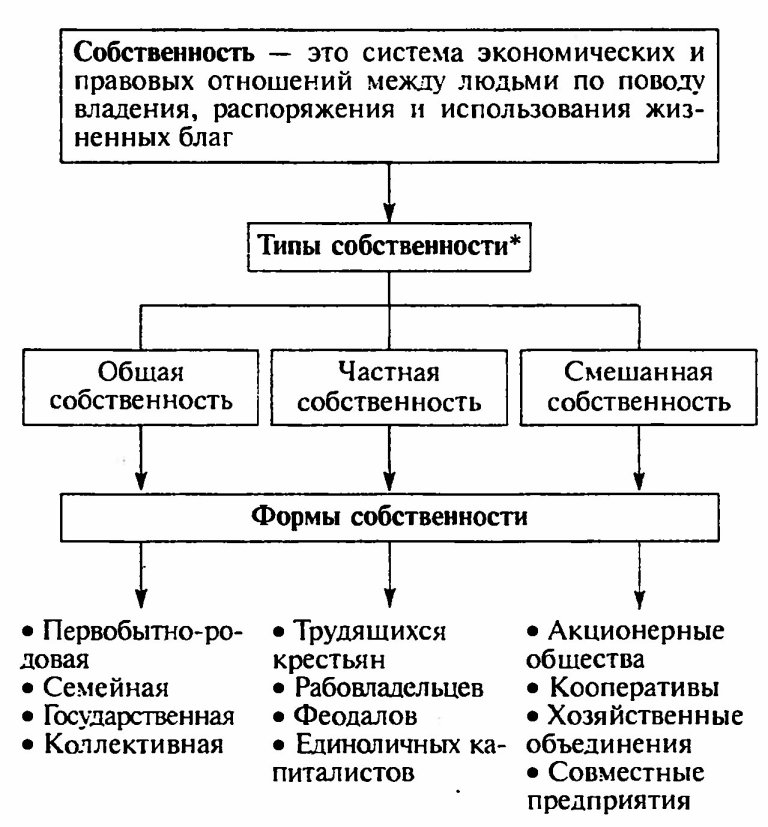 Собственность — это система экономических и
правовых отношений между людьми по поводу
владения, распоряжения и использования жиз-
ненных благ
Типы собственности*
Общая
собственность
Частная
собственность
Смешанная
собственность
Формы собственности
• Первобытно-ро-
довая
• Семейная
• Государственная
• Коллективная
• Трудящихся
крестьян
• Рабовладельцев
• Феодалов
• Единоличных ка-
питалистов
• Акционерные
общества
• Кооперативы
• Хозяйственные
объединения
• Совместные
предприятия